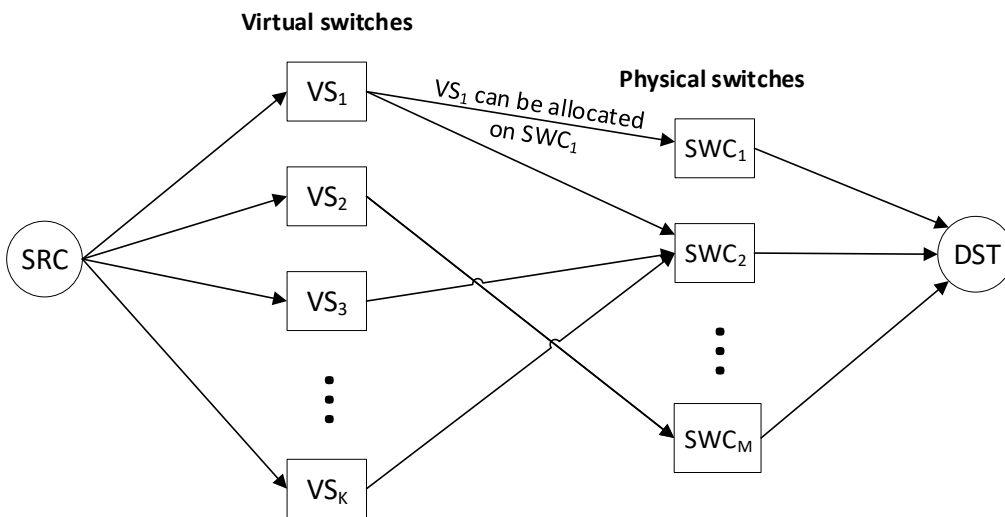 Virtual switches
Physical switches
SRC
VS₁
VS₂
VS₃
VSK
VS₁ can be allocated
on SWC₁
SWC₁
SWC₂
SWCM
DST